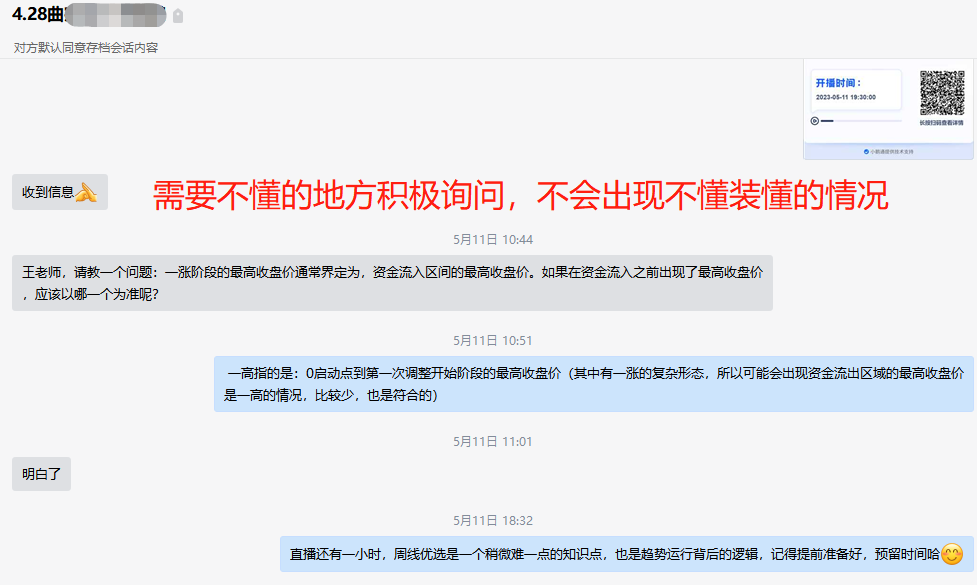 4.28曲
对方默认同意存档会话内容
开播时间：
2023-05-11 19:30:00
长按扫码查看详情
小鹅通提供技术支持
收到信息
需要不懂的地方积极询问，不会出现不懂装懂的情况
5月11日 10:44
王老师，请教一个问题：一涨阶段的最高收盘价通常界定为，资金流入区间的最高收盘价。如果在资金流入之前出现了最高收盘价
，应该以哪一个为准呢?
5月11日 10:51
一高指的是：0启动点到第一次调整开始阶段的最高收盘价（其中有一涨的复杂形态，所以可能会出现资金流出区域的最高收盘价
是一高的情况，比较少，也是符合的）
5月11日 11:01
明白了
5月11日 18:32
直播还有一小时，周线优选是一个稍微难一点的知识点，也是趋势运行背后的逻辑，记得提前准备好，预留时间哈